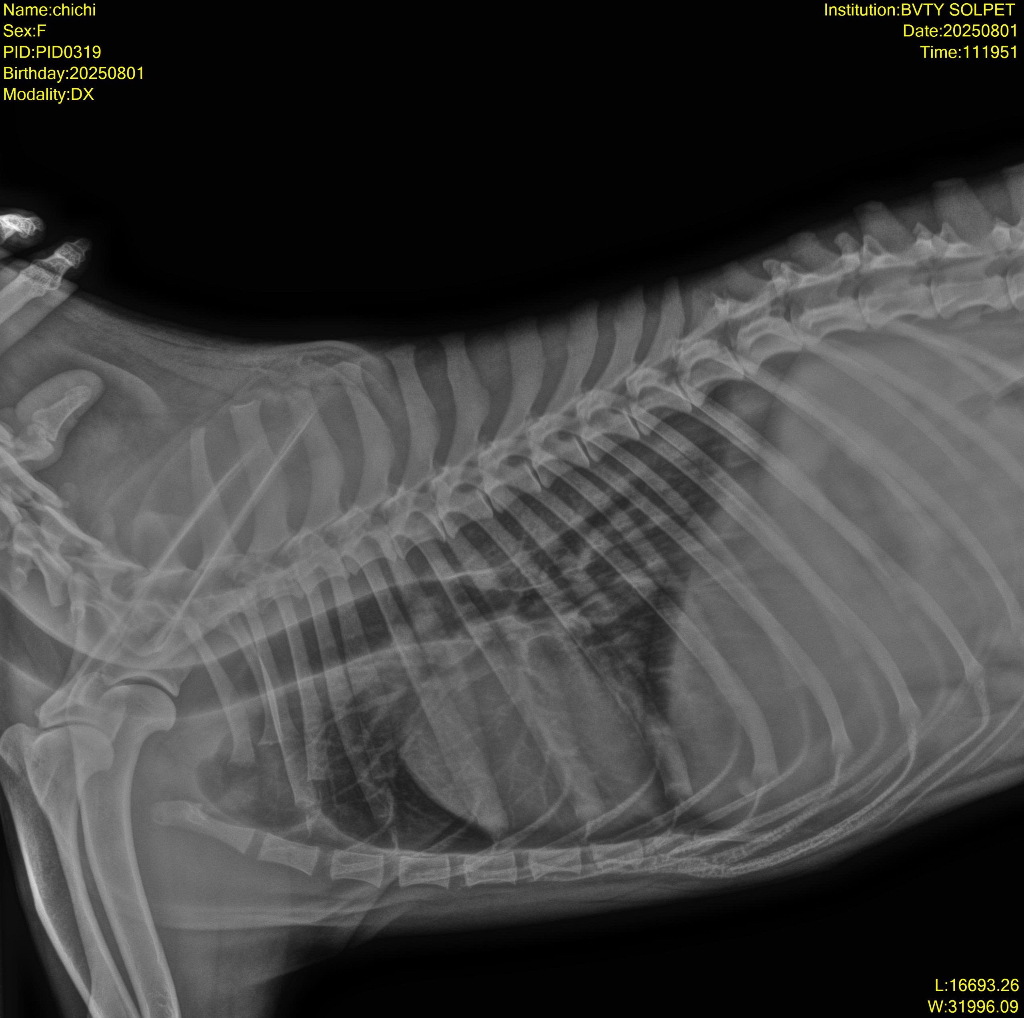 Name:chichi
Sex:F
PID:PID0319
Birthday:20250801
Modality:DX
Institution:BVTY SOLPET
Date:20250801
Time:111951
L:16693.26
W:31996.09